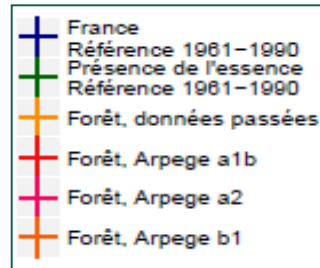 France
Référence 1961−1990
Présence de l'essence
Référence 1961−1990
Forêt, données passées
Forêt, Arpege a1b
Forêt, Arpege a2
Forêt, Arpege b1